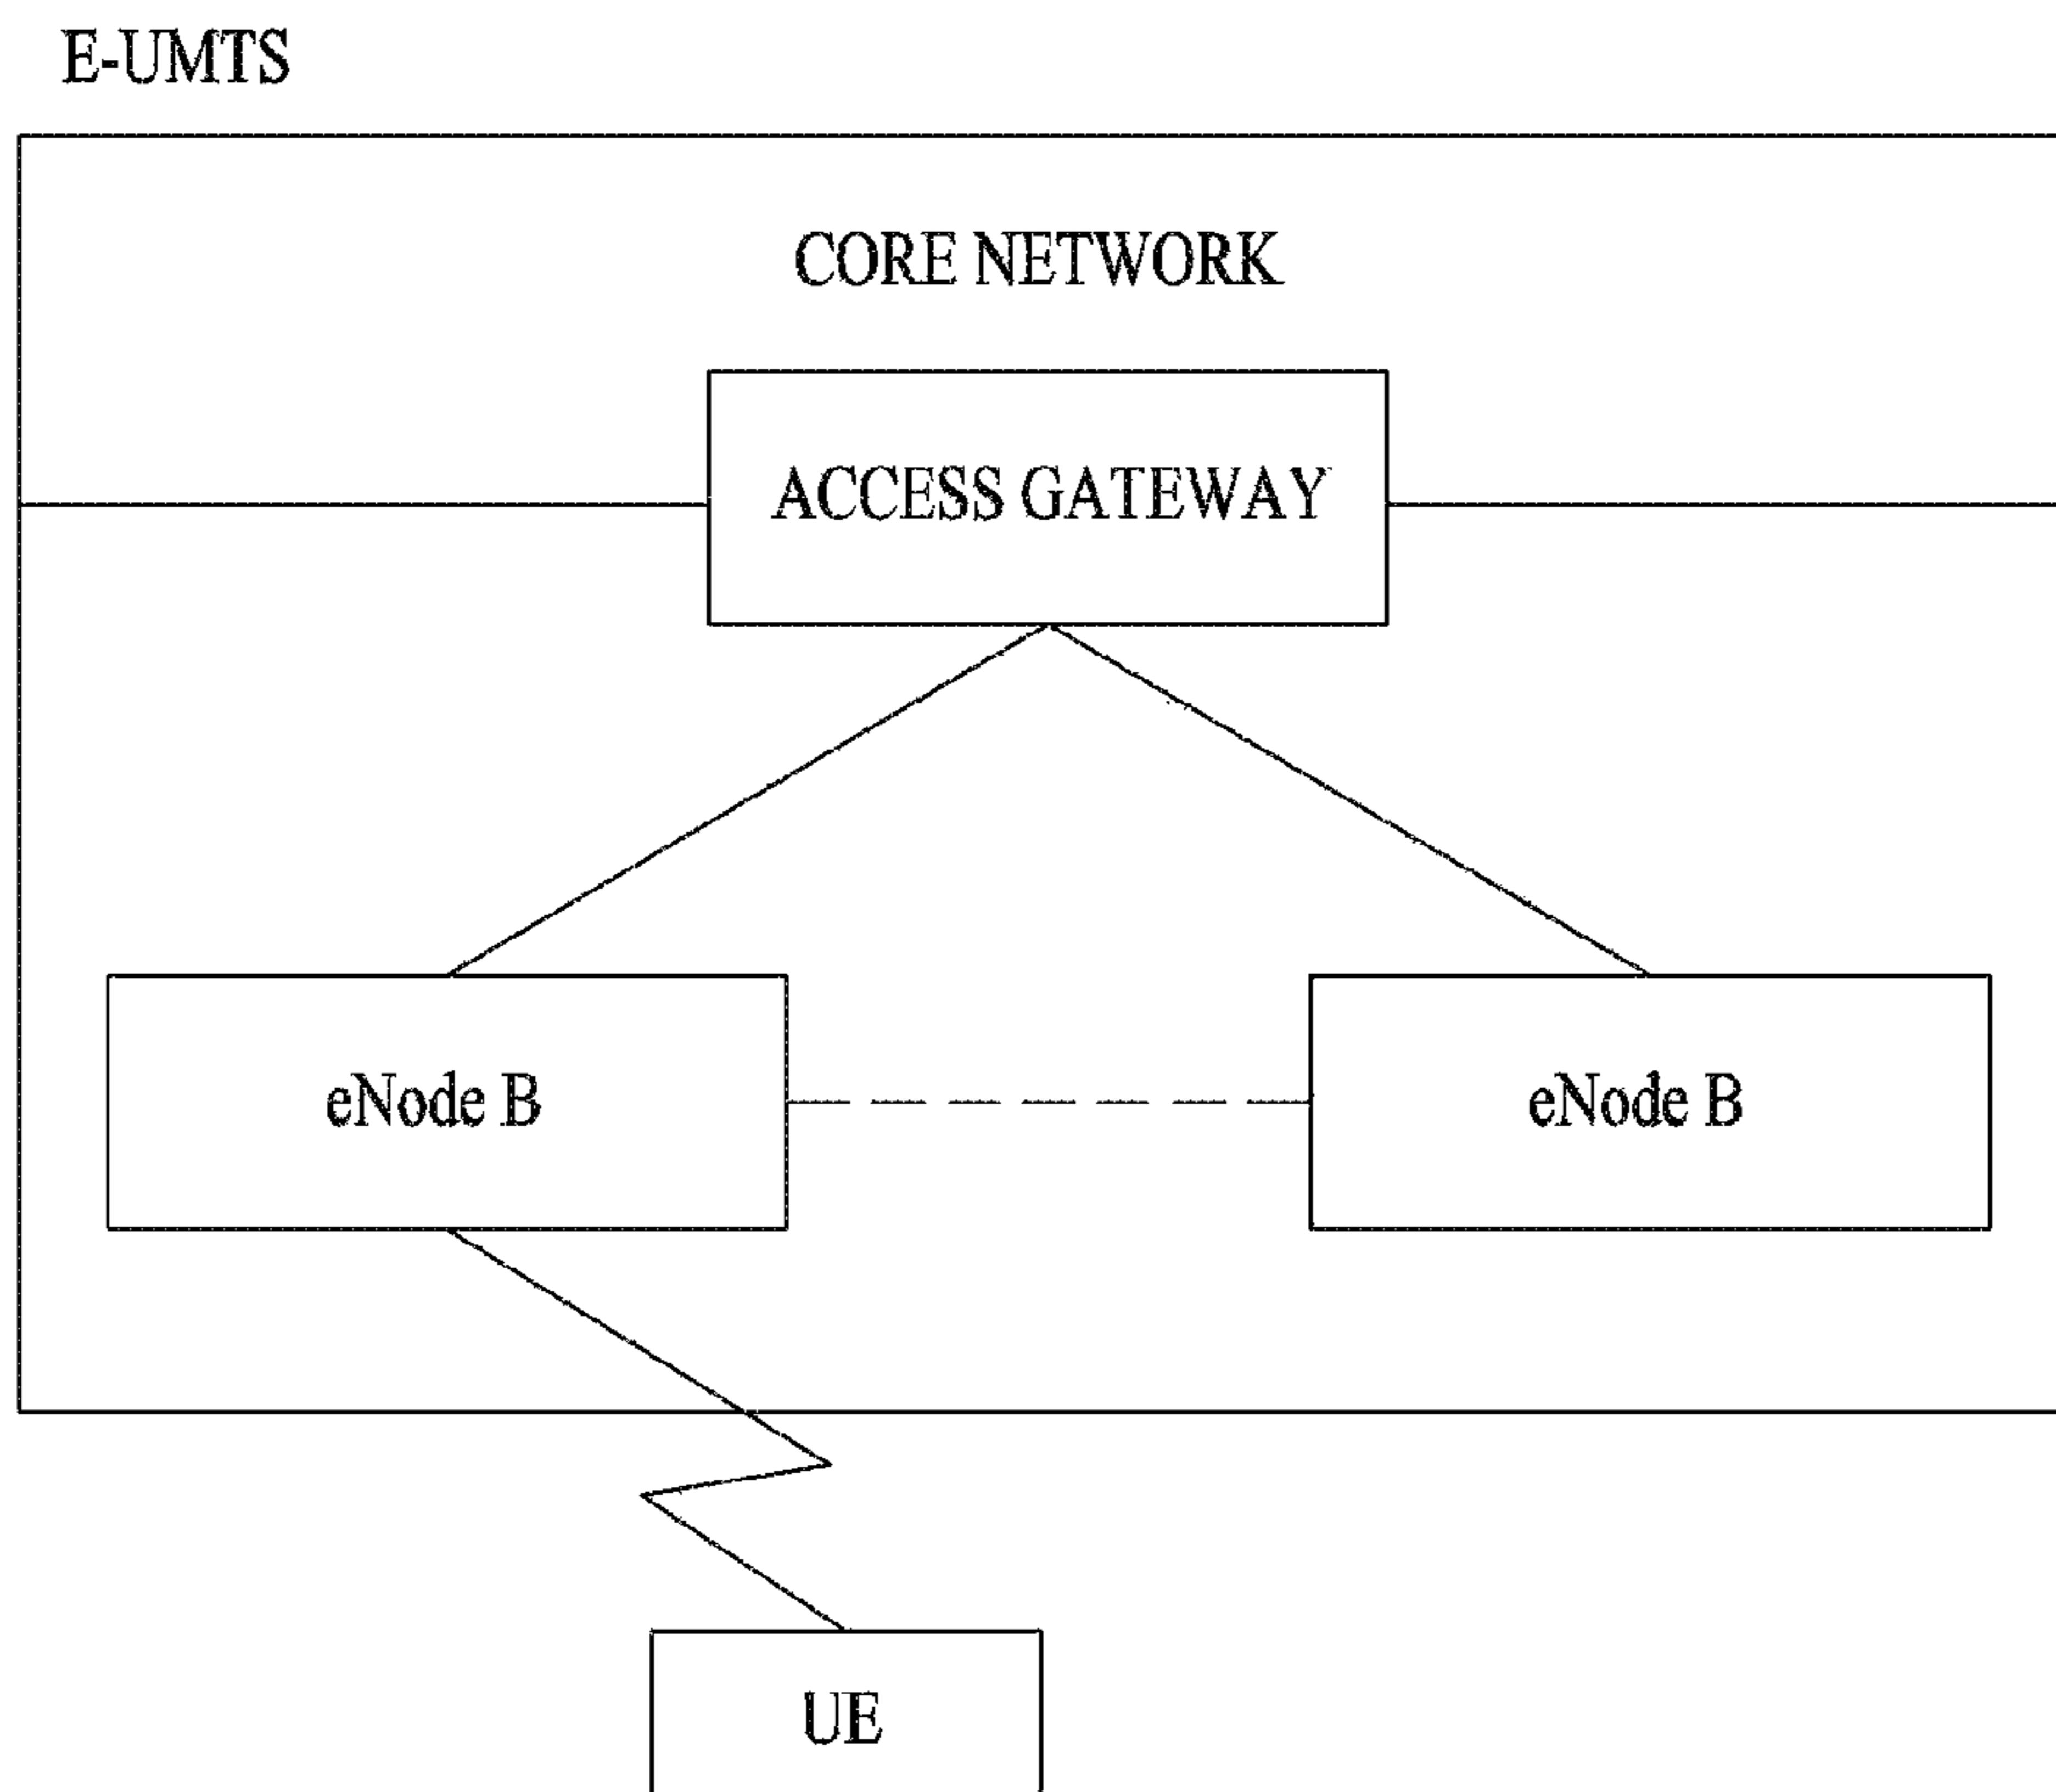 E-UMTS
CORE NETWORK
ACCESS GATEWAY
eNode B
eNode B
UE